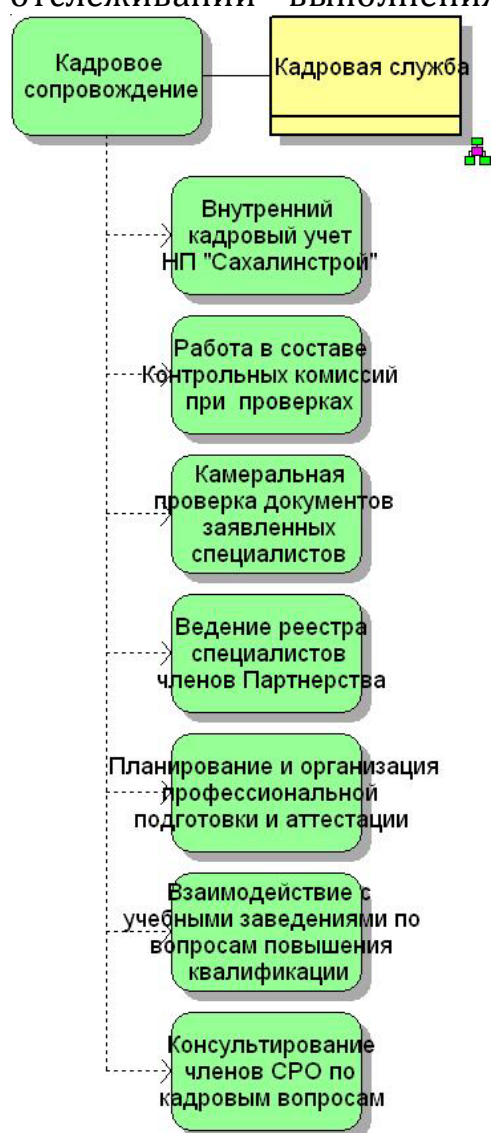 отслеживании выполнения
Кадровое
сопровождение
Кадровая служба
Внутренний
кадровый учет
НП "Сахалинстрой"
Работа в составе
Контрольных комиссий
при проверках
Камеральная
проверка документов
заявленных
специалистов
Ведение реестра
специалистов
членов Партнерства
Планирование и организация
профессиональной
подготовки и аттестации
Взаимодействие с
учебными заведениями по
вопросам повышения
квалификации
Консультирование
членов СРО по
кадровым вопросам